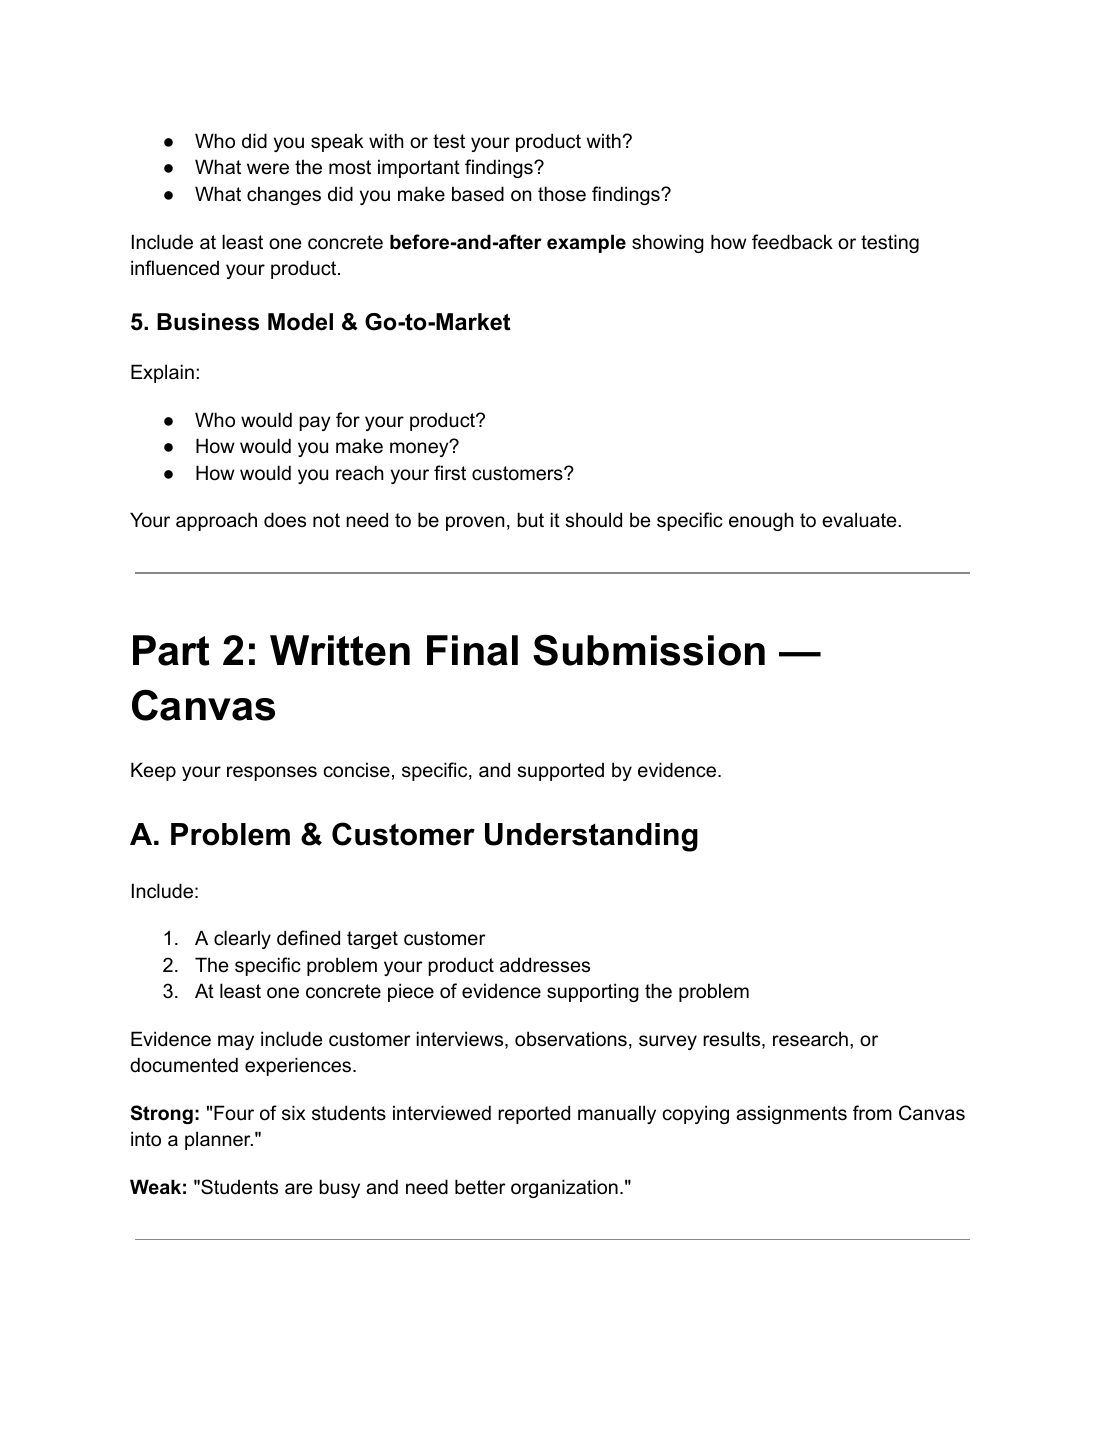 ● Who did you speak with or test your product with?
● What were the most important findings?
● What changes did you make based on those findings?
Include at least one concrete before-and-after example showing how feedback or testing
influenced your product.
5. Business Model & Go-to-Market
Explain:
● Who would pay for your product?
● How would you make money?
● How would you reach your first customers?
Your approach does not need to be proven, but it should be specific enough to evaluate.
Part 2: Written Final Submission —
Canvas
Keep your responses concise, specific, and supported by evidence.
A. Problem & Customer Understanding
Include:
1. A clearly defined target customer
2. The specific problem your product addresses
3. At least one concrete piece of evidence supporting the problem
Evidence may include customer interviews, observations, survey results, research, or
documented experiences.
Strong: "Four of six students interviewed reported manually copying assignments from Canvas
into a planner."
Weak: "Students are busy and need better organization."